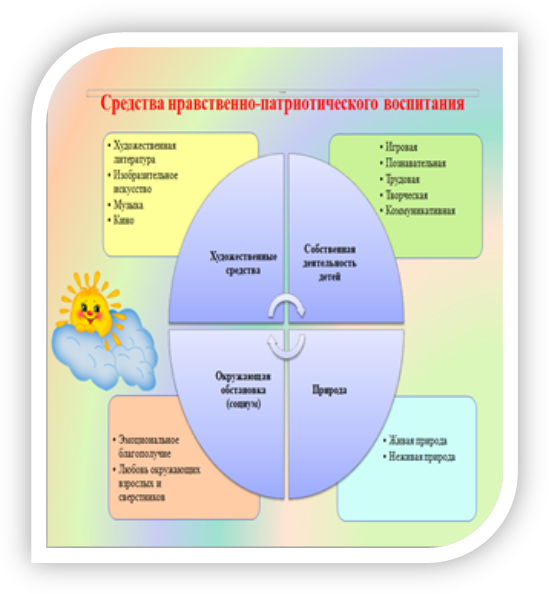 Средства нравственно-патриотического воспитания
• Художественная
литература
• Изобразительное
искусство
• Музыка
• Кино
• Игровая
• Познавательная
• Трудовая
• Творческая
• Коммуникативная
Художественные
средства
Собственная
деятельность
детей
Окружающая
обстановка
(социум)
Природа
• Эмоциональное
благополучие
• Любовь окружающих
взрослых и
сверстников
• Живая природа
• Неживая природа